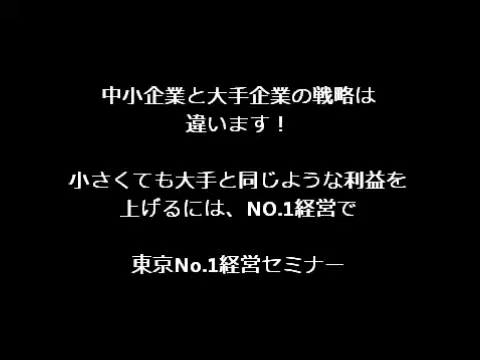 中小企業と大手企業の戦略は
違います！
小さくても大手と同じような利益を
上げるには、NO.1経営で
東京No.1経営セミナー